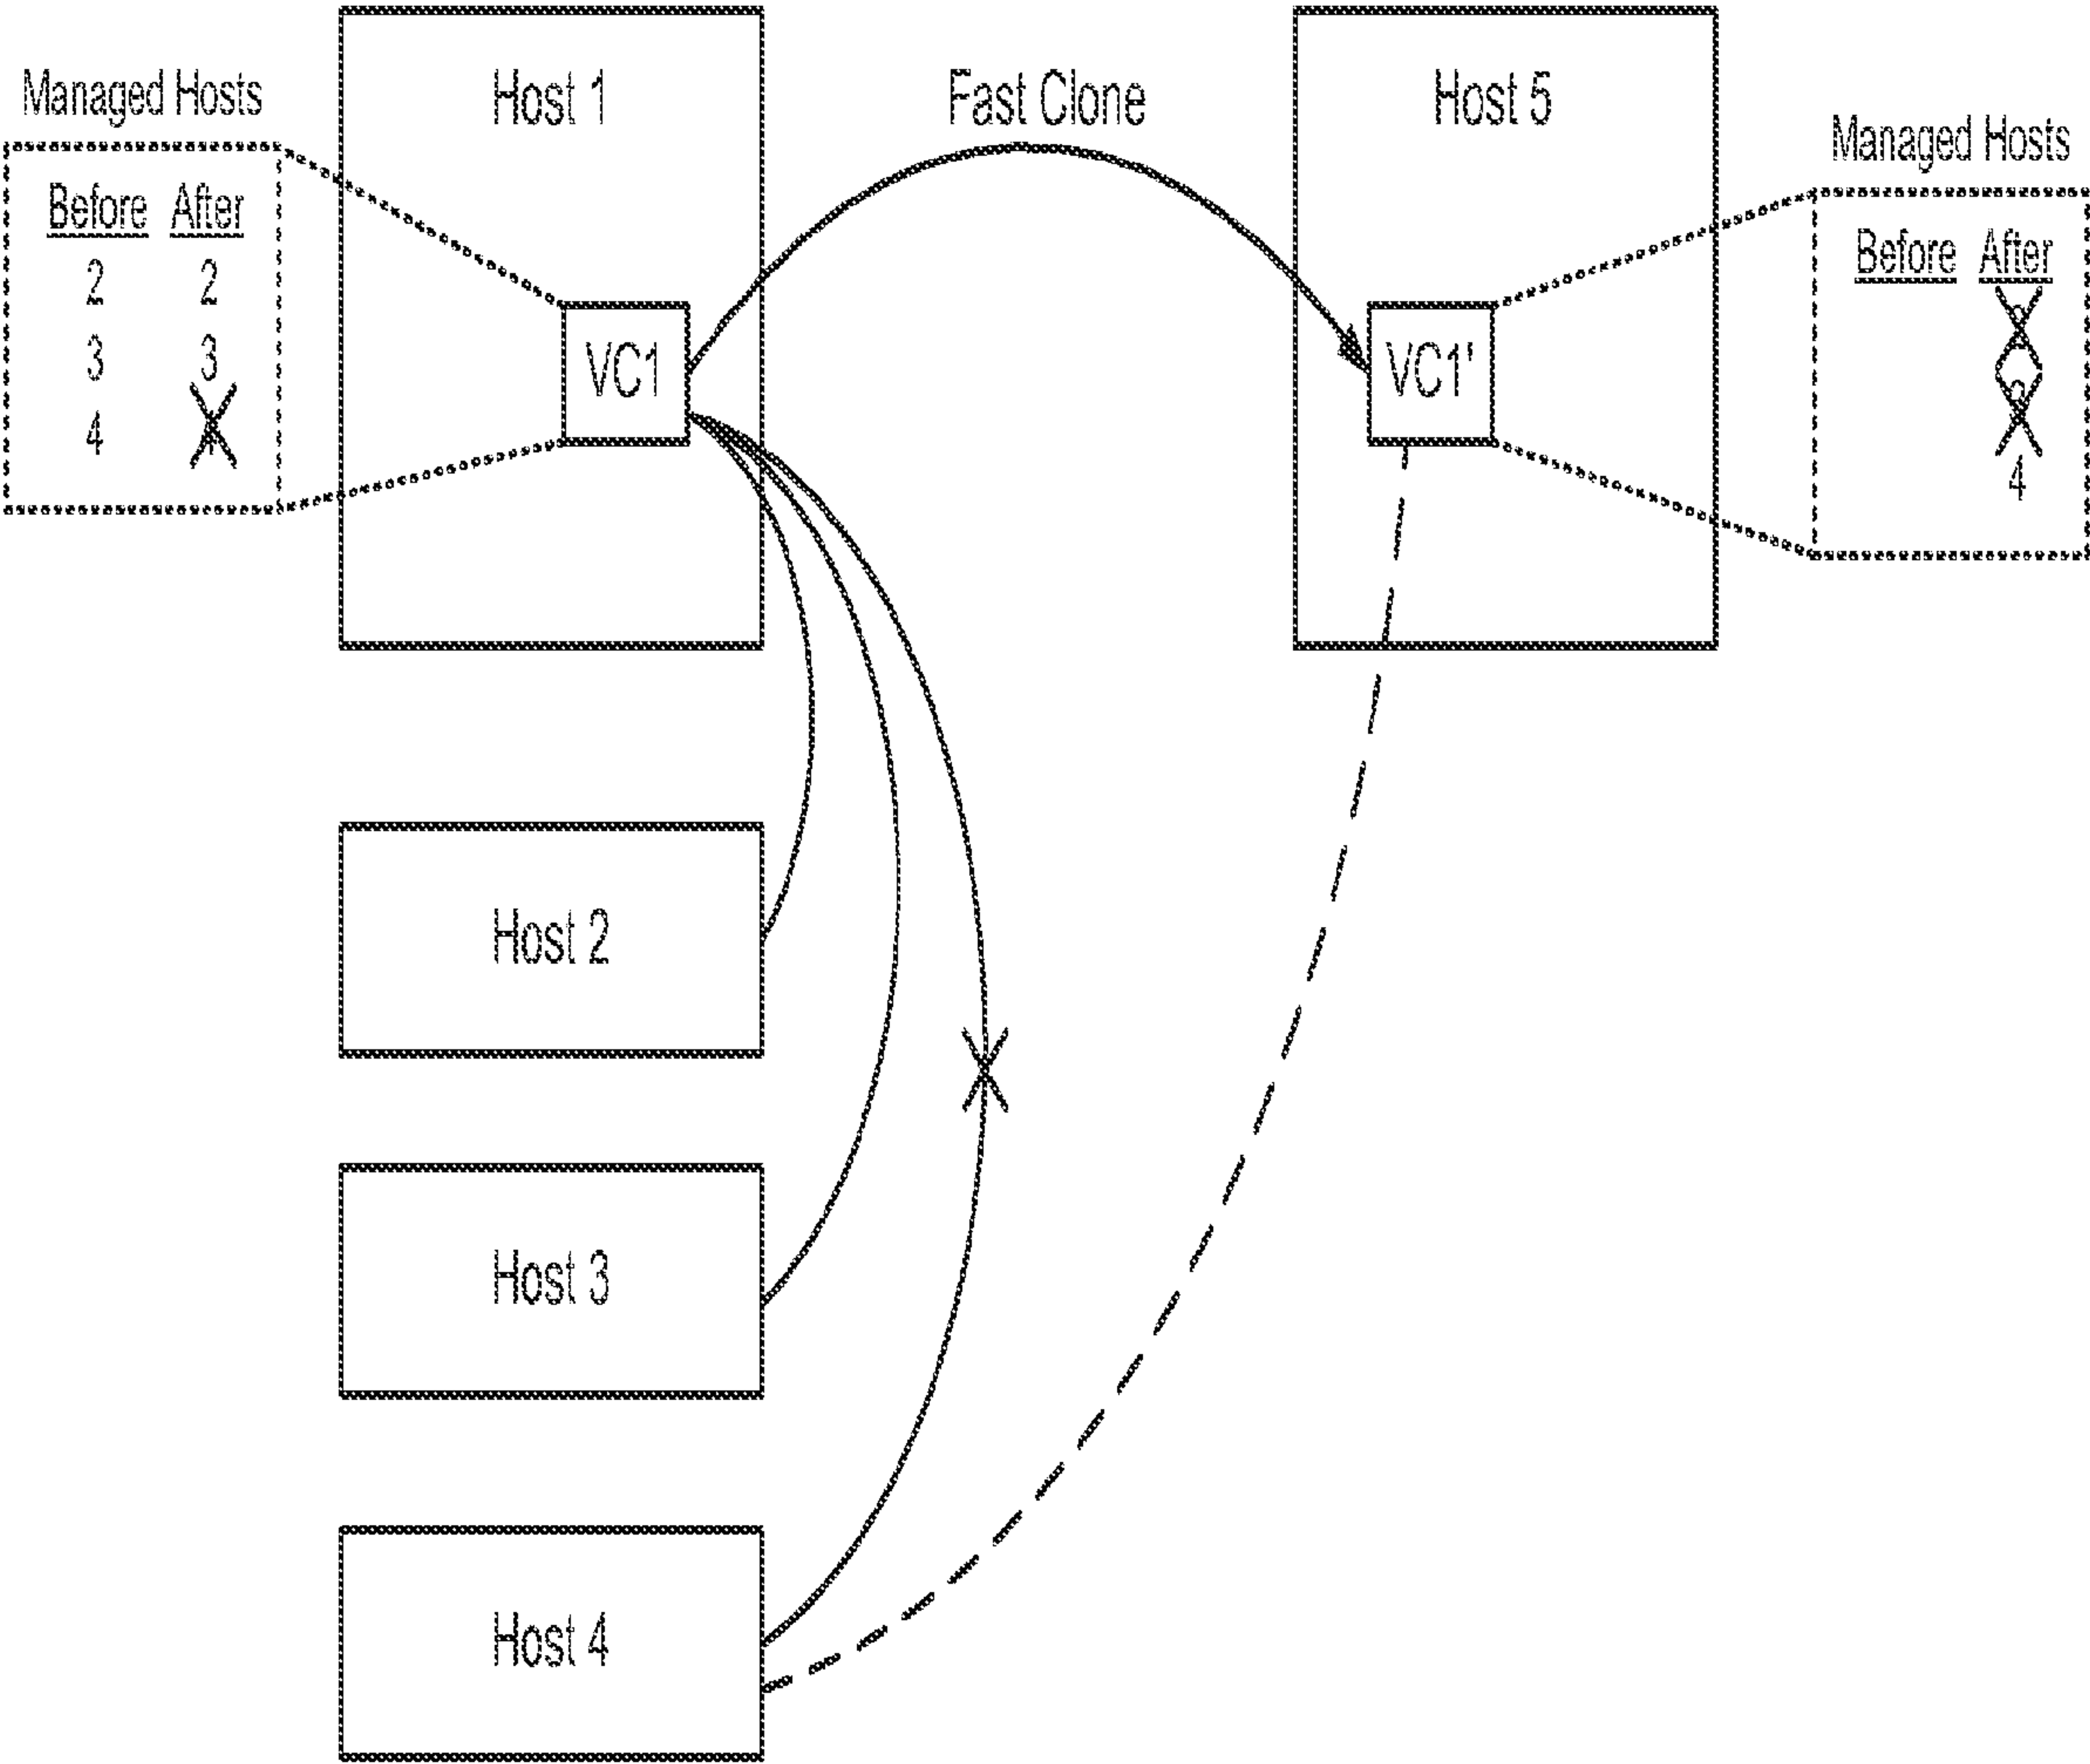 Managed Hosts
Before After
2 2
3 3
4
Host 1
VC1
Fast Clone
Host 5
VC1'
Managed Hosts
Before After
4
Host 2
Host 3
Host 4